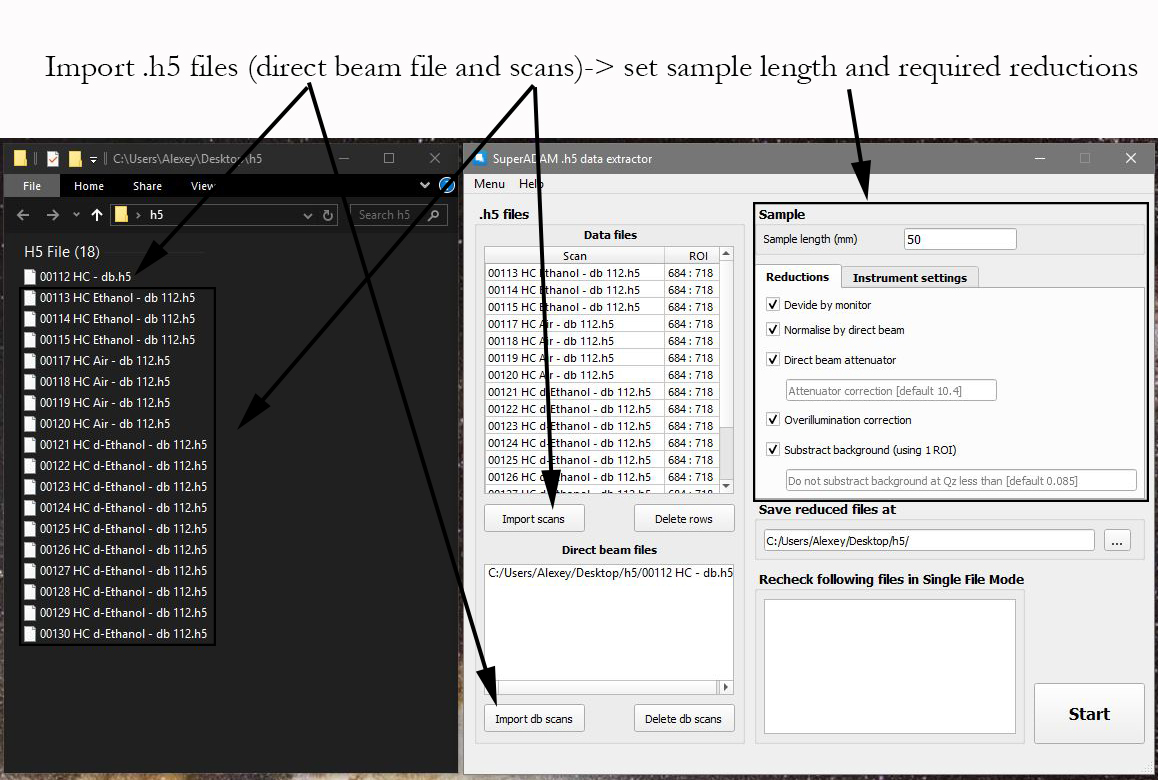 Import .h5 files (direct beam file and scans)-> set sample length and required reductions
C:\Users\Alexey\Desktop\h5
File Home Share View
h5
Search h5
H5 File (18)
00112 HC - db.h5
00113 HC Ethanol - db 112.h5
00114 HC Ethanol - db 112.h5
00115 HC Ethanol - db 112.h5
00117 HC Air - db 112.h5
00118 HC Air - db 112.h5
00119 HC Air - db 112.h5
00120 HC Air - db 112.h5
00121 HC d-Ethanol - db 112.h5
00122 HC d-Ethanol - db 112.h5
00123 HC d-Ethanol - db 112.h5
00124 HC d-Ethanol - db 112.h5
00125 HC d-Ethanol - db 112.h5
00126 HC d-Ethanol - db 112.h5
00127 HC d-Ethanol - db 112.h5
00128 HC d-Ethanol - db 112.h5
00129 HC d-Ethanol - db 112.h5
00130 HC d-Ethanol - db 112.h5
SuperADAM .h5 data extractor
Menu Help
.h5 files
Data files
Scan ROI
00113 HC Ethanol - db 112.h5 684 : 718
00114 HC Ethanol - db 112.h5 684 : 718
00115 HC Ethanol - db 112.h5 684 : 718
00117 HC Air - db 112.h5 684 : 718
00118 HC Air - db 112.h5 684 : 718
00119 HC Air - db 112.h5 684 : 718
00120 HC Air - db 112.h5 684 : 718
00121 HC d-Ethanol - db 112.h5 684 : 718
00122 HC d-Ethanol - db 112.h5 684 : 718
00123 HC d-Ethanol - db 112.h5 684 : 718
00124 HC d-Ethanol - db 112.h5 684 : 718
00125 HC d-Ethanol - db 112.h5 684 : 718
00126 HC d-Ethanol - db 112.h5 684 : 718
00127 HC d-Ethanol - db 112.h5 684 : 718
Import scans Delete rows
Direct beam files
C:/Users/Alexey/Desktop/h5/00112 HC - db.h5
Import db scans Delete db scans
Sample
Sample length (mm) 50
Reductions Instrument settings
Devide by monitor
Normalise by direct beam
Direct beam attenuator
Attenuator correction [default 10.4]
Overillumination correction
Substract background (using 1 ROI)
Do not substract background at Qz less than [default 0.085]
Save reduced files at
C:/Users/Alexey/Desktop/h5/ ...
Recheck following files in Single File Mode
Start